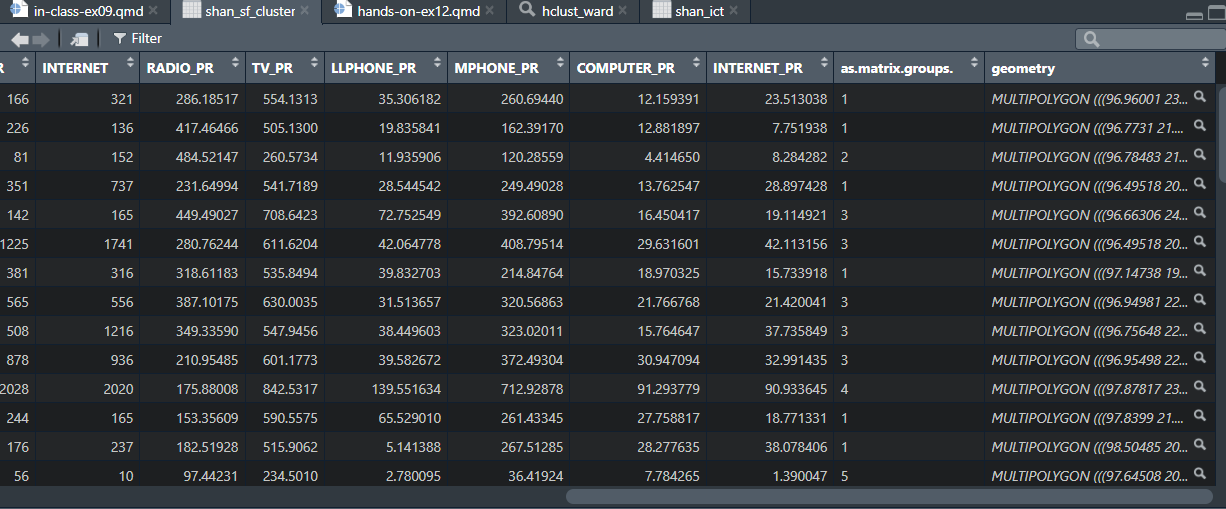 in-class-ex09.qmd × shan_sf_cluster × hands-on-ex12.qmd × hclust_ward × shan_ict ×
Filter
R INTERNET RADIO_PR TV_PR LLPHONE_PR MPHONE_PR COMPUTER_PR INTERNET_PR as.matrix.groups. geometry
166 321 286.18517 554.1313 35.306182 260.69440 12.159391 23.513038 1 MULTIPOLYGON (((96.96001 23...
226 136 417.46466 505.1300 19.835841 162.39170 12.881897 7.751938 1 MULTIPOLYGON (((96.7731 21....
81 152 484.52147 260.5734 11.935906 120.28559 4.414650 8.284282 2 MULTIPOLYGON (((96.78483 21...
351 737 231.64994 541.7189 28.544542 249.49028 13.762547 28.897428 1 MULTIPOLYGON (((96.49518 20...
142 165 449.49027 708.6423 72.752549 392.60890 16.450417 19.114921 3 MULTIPOLYGON (((96.66306 24...
1225 1741 280.76244 611.6204 42.064778 408.79514 29.631601 42.113156 3 MULTIPOLYGON (((96.49518 20...
381 316 318.61183 535.8494 39.832703 214.84764 18.970325 15.733918 1 MULTIPOLYGON (((97.14738 19...
565 556 387.10175 630.0035 31.513657 320.56863 21.766768 21.420041 3 MULTIPOLYGON (((96.94981 22...
508 1216 349.33590 547.9456 38.449603 323.02011 15.764647 37.735849 3 MULTIPOLYGON (((96.75648 22...
878 936 210.95485 601.1773 39.582672 372.49304 30.947094 32.991435 3 MULTIPOLYGON (((96.95498 22...
2028 2020 175.88008 842.5317 139.551634 712.92878 91.293779 90.933645 4 MULTIPOLYGON (((97.87817 23...
244 165 153.35609 590.5575 65.529010 261.43345 27.758817 18.771331 1 MULTIPOLYGON (((97.8399 21....
176 237 182.51928 515.9062 5.141388 267.51285 28.277635 38.078406 1 MULTIPOLYGON (((98.50485 20...
56 10 97.44231 234.5010 2.780095 36.41924 7.784265 1.390047 5 MULTIPOLYGON (((97.64508 20...